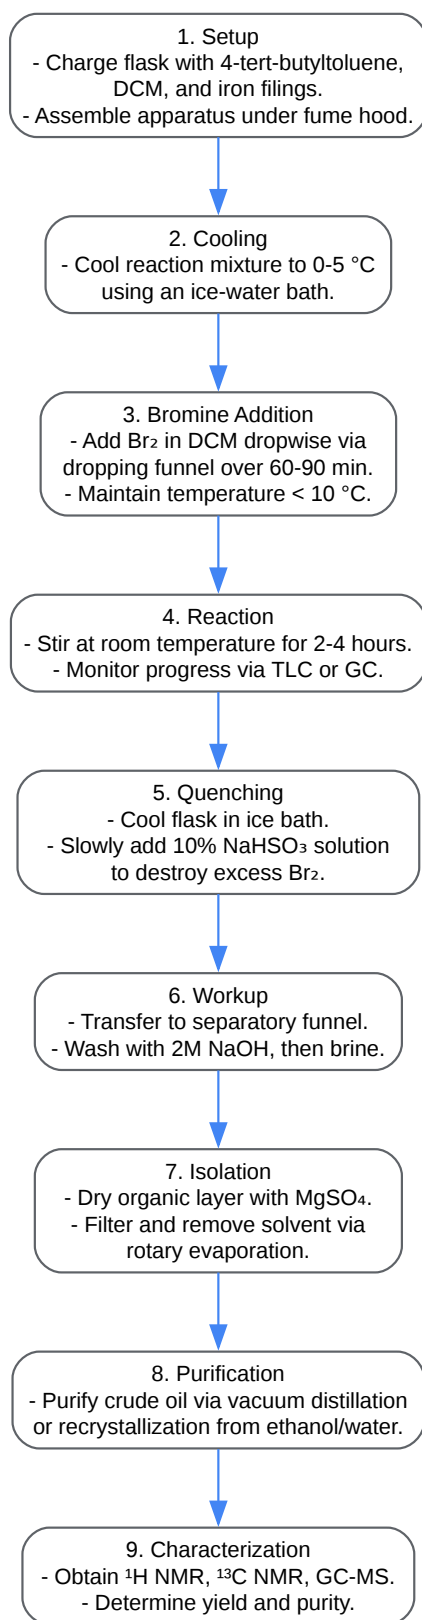 1. Setup
- Charge flask with 4-tert-butyltoluene,
DCM, and iron filings.
- Assemble apparatus under fume hood.
2. Cooling
- Cool reaction mixture to 0-5 °C
using an ice-water bath.
3. Bromine Addition
- Add Br₂ in DCM dropwise via
dropping funnel over 60-90 min.
- Maintain temperature < 10 °C.
4. Reaction
- Stir at room temperature for 2-4 hours.
- Monitor progress via TLC or GC.
5. Quenching
- Cool flask in ice bath.
- Slowly add 10% NaHSO₃ solution
to destroy excess Br₂.
6. Workup
- Transfer to separatory funnel.
- Wash with 2M NaOH, then brine.
7. Isolation
- Dry organic layer with MgSO₄.
- Filter and remove solvent via
rotary evaporation.
8. Purification
- Purify crude oil via vacuum distillation
or recrystallization from ethanol/water.
9. Characterization
- Obtain ¹H NMR, ¹³C NMR, GC-MS.
- Determine yield and purity.